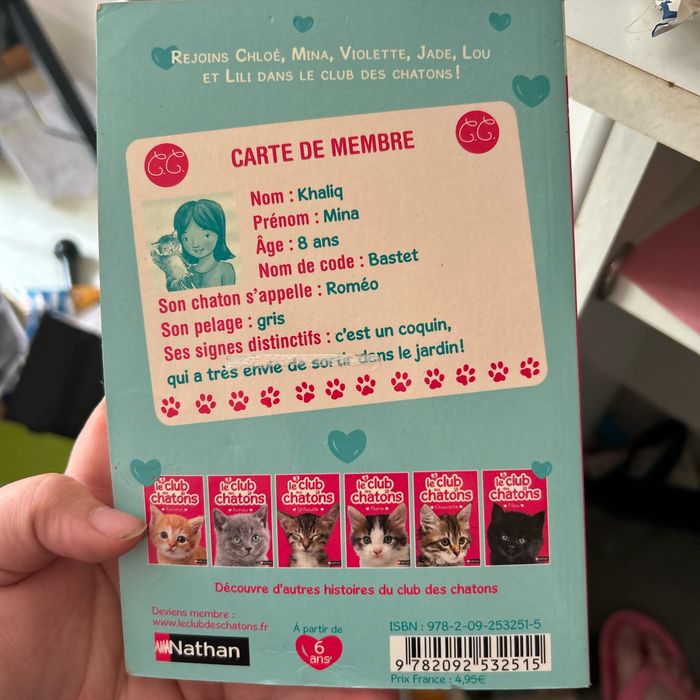 REJOINS CHLOÉ, MINA, VIOLETTE, JADE, LOU
ET LILI DANS LE CLUB DES CHATONS !
C.C.
CARTE DE MEMBRE
C.C.
Nom : Khaliq
Prénom : Mina
Âge : 8 ans
Nom de code : Bastet
Son chaton s'appelle : Roméo
Son pelage : gris
Ses signes distinctifs : c'est un coquin,
qui a très envie de sortir dans le jardin !
le club des chatons
Caramel
le club des chatons
Roméo
le club des chatons
Gribouille
le club des chatons
Plume
le club des chatons
le club des chatons
Filou
Découvre d'autres histoires du club des chatons
Deviens membre :
www.leclubdeschatons.fr
Nathan
À partir de
6
ans
ISBN : 978-2-09-253251-5
9 782092 532515
Prix France : 4,95€